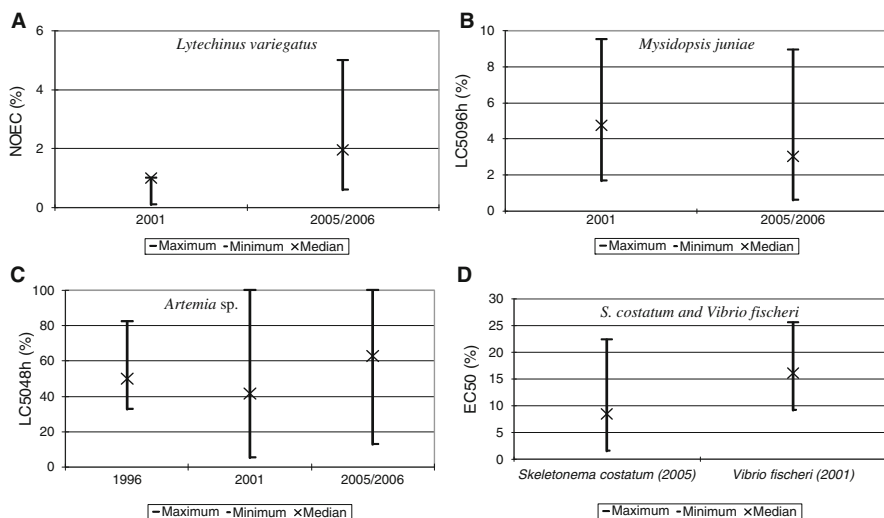 A
Lytechinus variegatus
NOEC (%)
6
4
2
0
2001
2005/2006
Maximum Minimum Median
B
Mysidopsis juniae
LC5096h (%)
10
8
6
4
2
0
2001
2005/2006
Maximum Minimum Median
C
Artemia sp.
LC5048h (%)
100
80
60
40
20
0
1996
2001
2005/2006
Maximum Minimum Median
D
S. costatum and Vibrio fischeri
EC50 (%)
30
25
20
15
10
5
0
Skeletonema costatum (2005)
Vibrio fischeri (2001)
Maximum Minimum Median